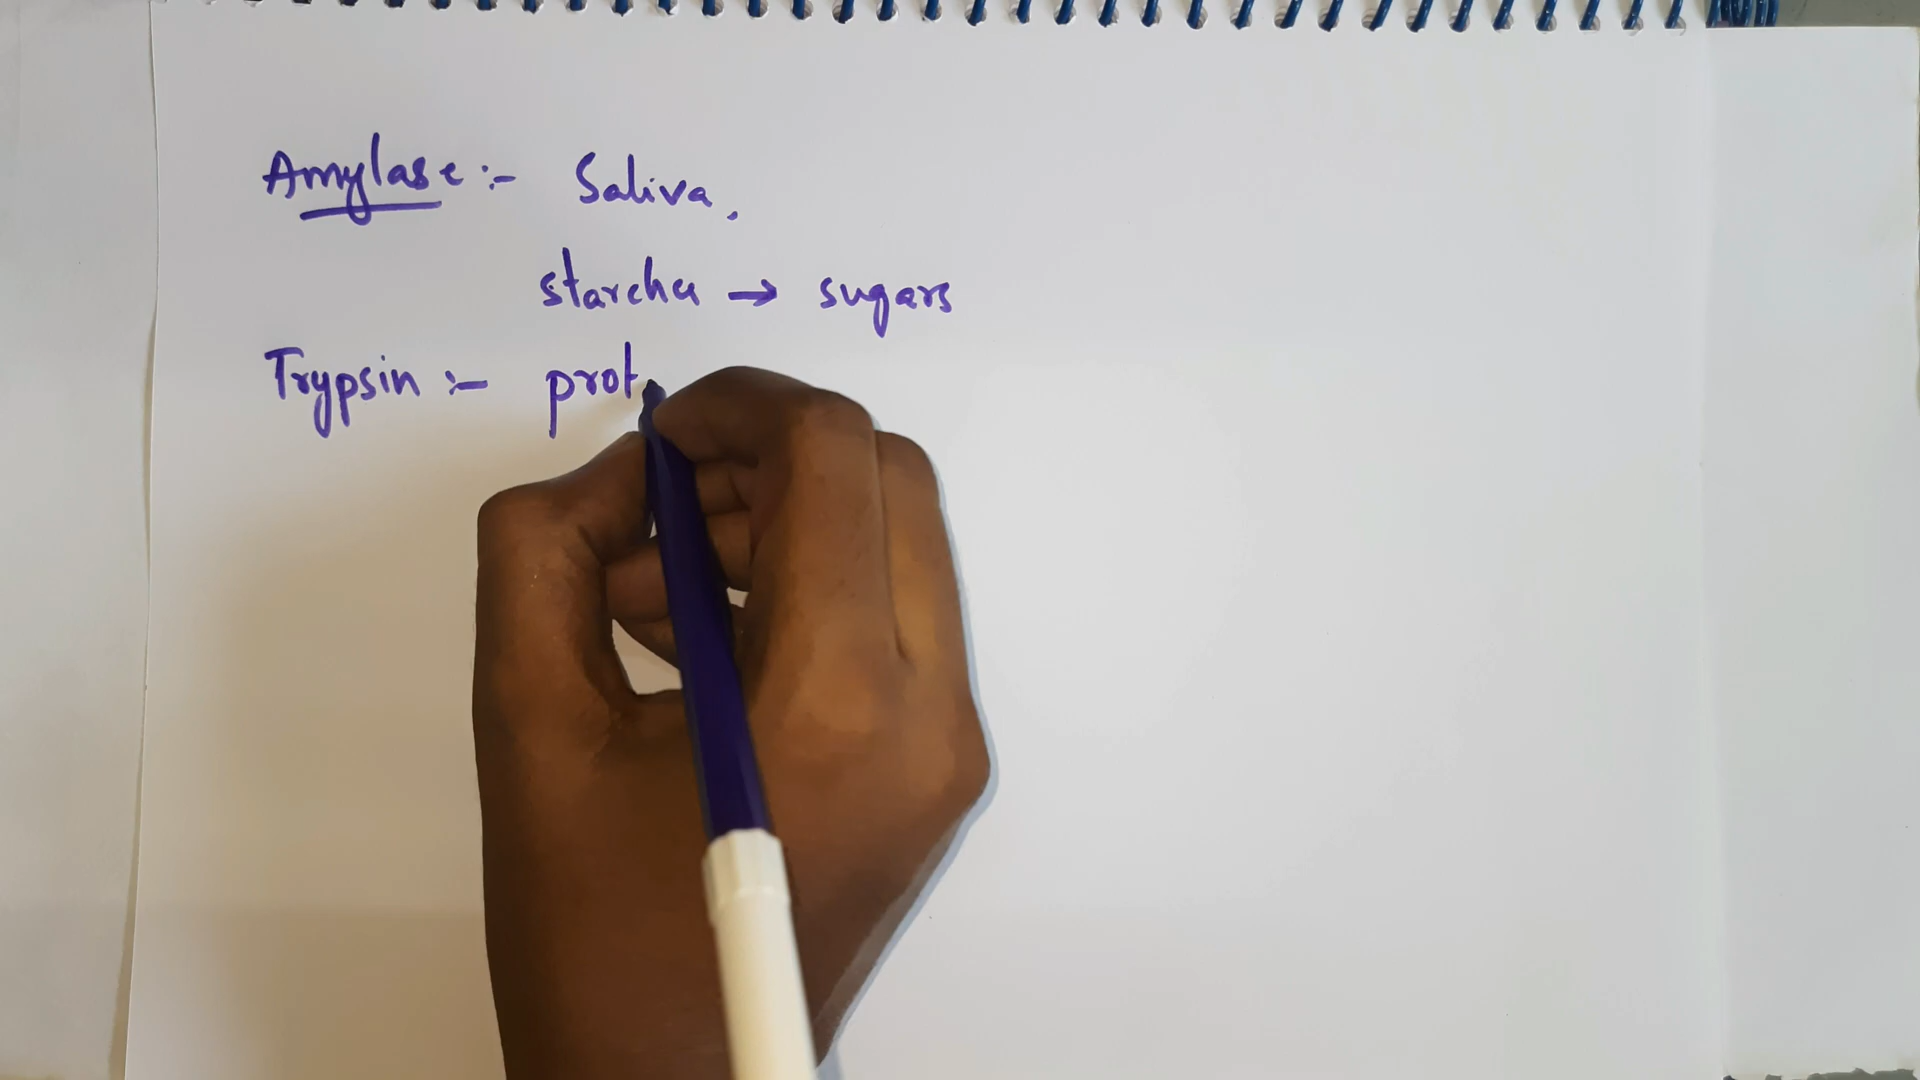 Amylase :- Saliva,
starches → sugars
Trypsin :- prot